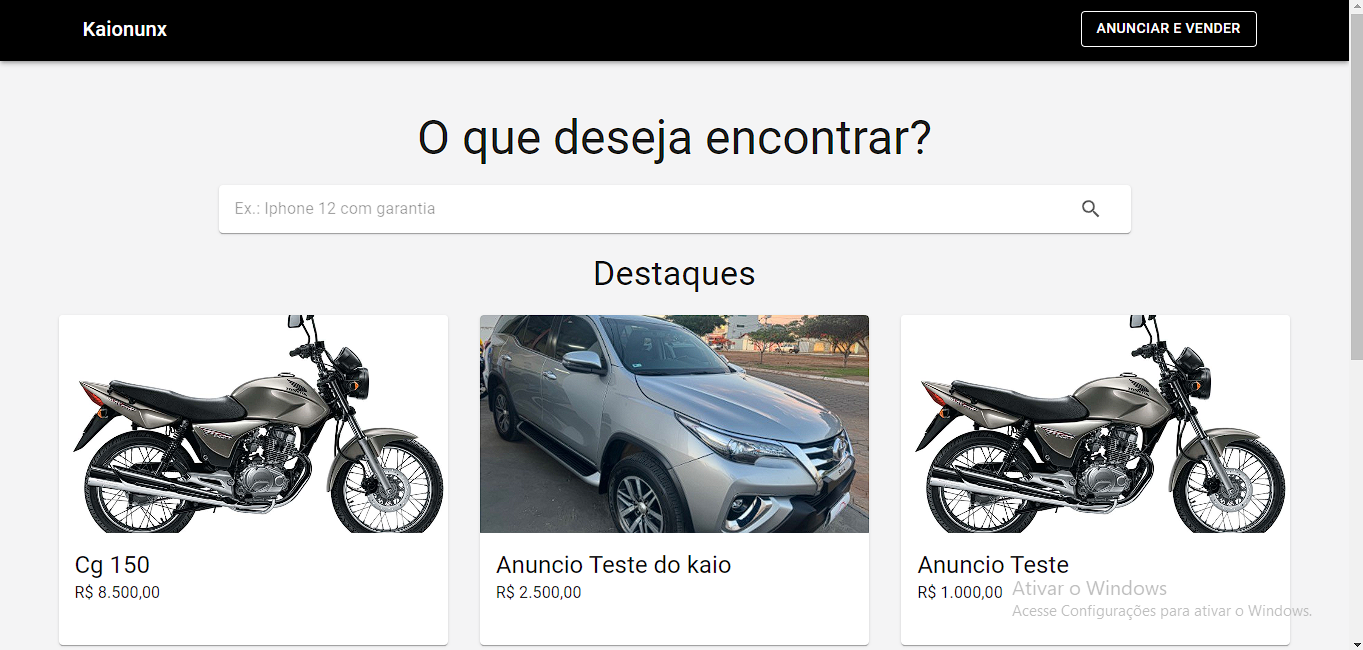 Kaionunx
ANUNCIAR E VENDER
O que deseja encontrar?
Ex.: Iphone 12 com garantia
Destaques
Cg 150
R$ 8.500,00
Anuncio Teste do kaio
R$ 2.500,00
Anuncio Teste
R$ 1.000,00
Ativar o Windows
Acesse Configurações para ativar o Windows.